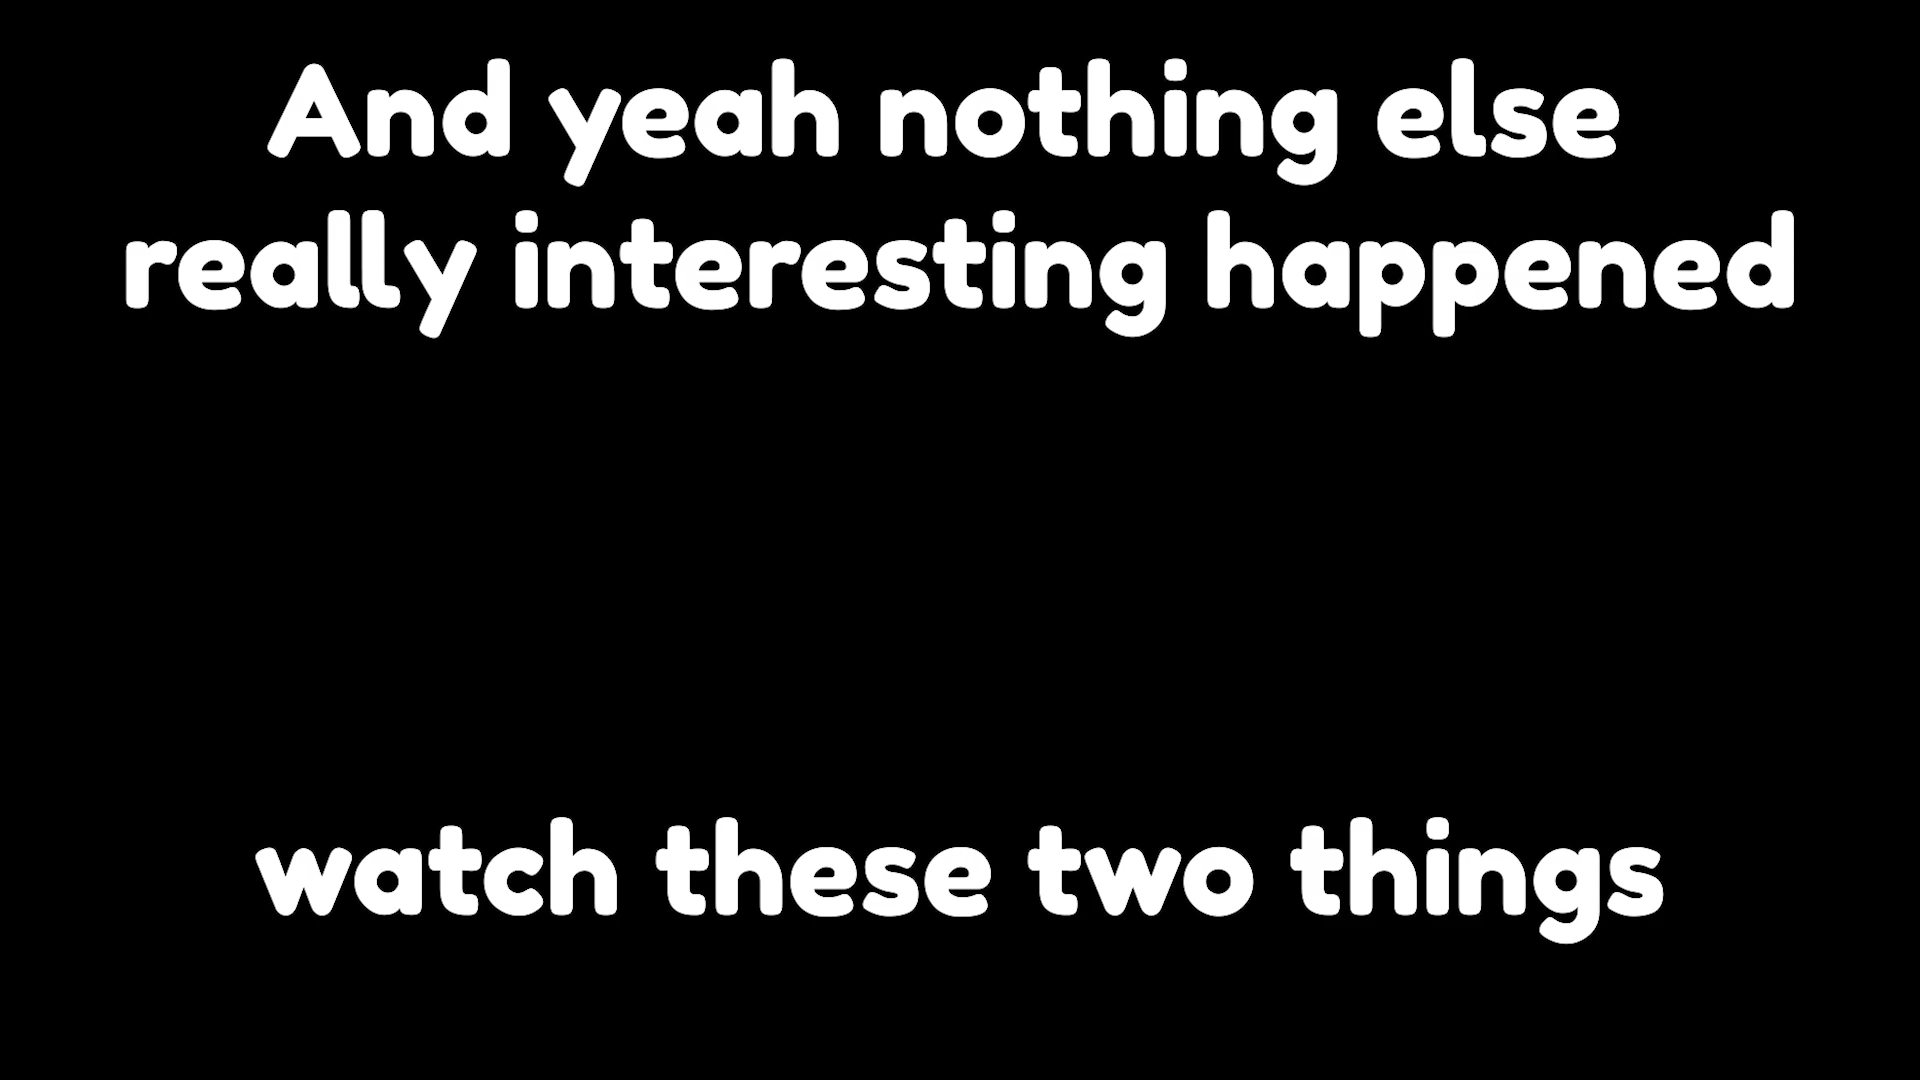 And yeah nothing else
really interesting happened
watch these two things